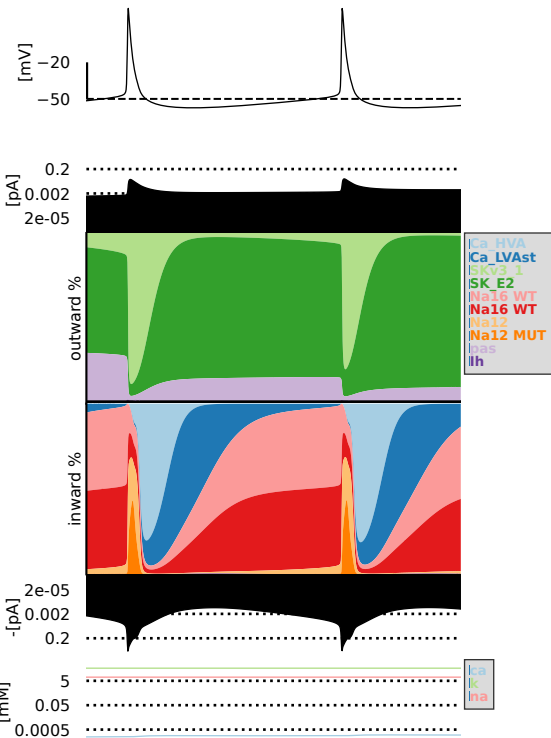 [mV]
−20
−50
[pA]
0.2
0.002
2e-05
outward %
Ca_HVA
Ca_LVAst
SKv3_1
SK_E2
Na16 WT
Na16 WT
Na12
Na12 MUT
pas
Ih
inward %
-[pA]
2e-05
0.002
0.2
[mM]
5
0.05
0.0005
ca
k
na